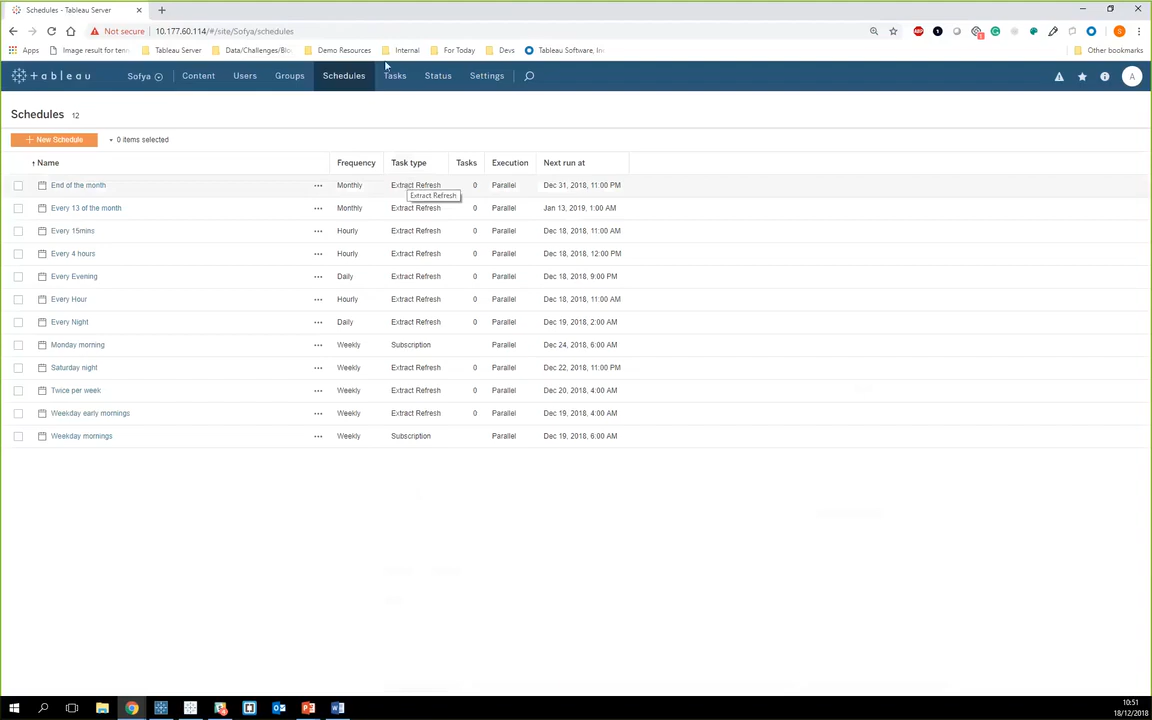 Schedules - Tableau Server
Not secure 10.177.60.114/#/site/Sofya/schedules
Apps Image result for tenn Tableau Server Data/Challenges/Blo Demo Resources Internal For Today Devs Tableau Software, Inc Other bookmarks
+ a b l e a u Sofya Content Users Groups Schedules Tasks Status Settings A
Schedules 12
New Schedule 0 items selected
Name Frequency Task type Tasks Execution Next run at
End of the month Monthly Extract Refresh 0 Parallel Dec 31, 2018, 11:00 PM
Extract Refresh
Every 13 of the month Monthly Extract Refresh 0 Parallel Jan 13, 2019, 1:00 AM
Every 15mins Hourly Extract Refresh 0 Parallel Dec 18, 2018, 11:00 AM
Every 4 hours Hourly Extract Refresh 0 Parallel Dec 18, 2018, 12:00 PM
Every Evening Daily Extract Refresh 0 Parallel Dec 18, 2018, 9:00 PM
Every Hour Hourly Extract Refresh 0 Parallel Dec 18, 2018, 11:00 AM
Every Night Daily Extract Refresh 0 Parallel Dec 19, 2018, 2:00 AM
Monday morning Weekly Subscription Parallel Dec 24, 2018, 6:00 AM
Saturday night Weekly Extract Refresh 0 Parallel Dec 22, 2018, 11:00 PM
Twice per week Weekly Extract Refresh 0 Parallel Dec 20, 2018, 4:00 AM
Weekday early mornings Weekly Extract Refresh 0 Parallel Dec 19, 2018, 4:00 AM
Weekday mornings Weekly Subscription Parallel Dec 19, 2018, 6:00 AM
10:51
18/12/2018